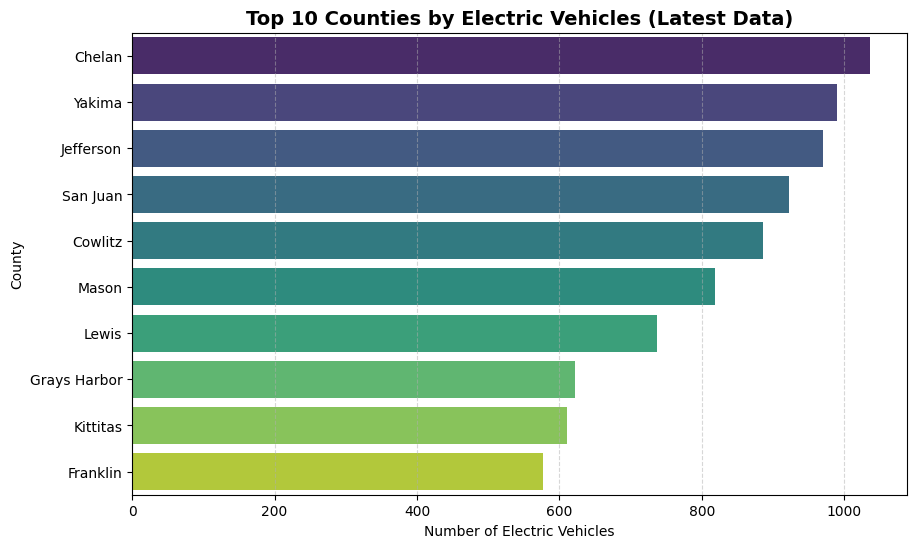 Top 10 Counties by Electric Vehicles (Latest Data)
County
Chelan
Yakima
Jefferson
San Juan
Cowlitz
Mason
Lewis
Grays Harbor
Kittitas
Franklin
0 200 400 600 800 1000
Number of Electric Vehicles